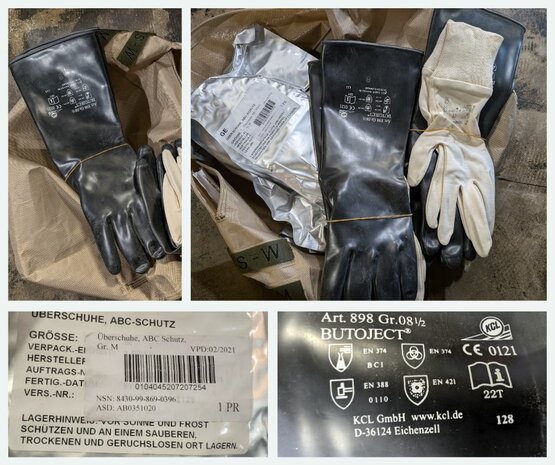 M-S
GE
M-S
ÜBERSCHUHE, ABC-SCHUTZ
GRÖSSE:
VERPACK-EI
HERSTELLER
AUFTRAGS-N
FERTIG.-DAT
VERS.-NR.:
Überschuhe, ABC Schutz,
Gr. M
VPD:02/2021
0104045207207254
NSN: 8430-99-869-0396
ASD: AB0351020
1 PR
LAGERHINWEIS: VOR SONNE UND FROST
SCHÜTZEN UND AN EINEM SAUBEREN,
TROCKENEN UND GERUCHSLOSEN ORT LAGERN.
Art. 898 Gr.08½
BUTOJECT®
KCL
EN 374
EN 374
CE 0121
BCI
EN 388
EN 421
0110
i
22T
KCL GmbH www.kcl.de
D-36124 Eichenzell
128